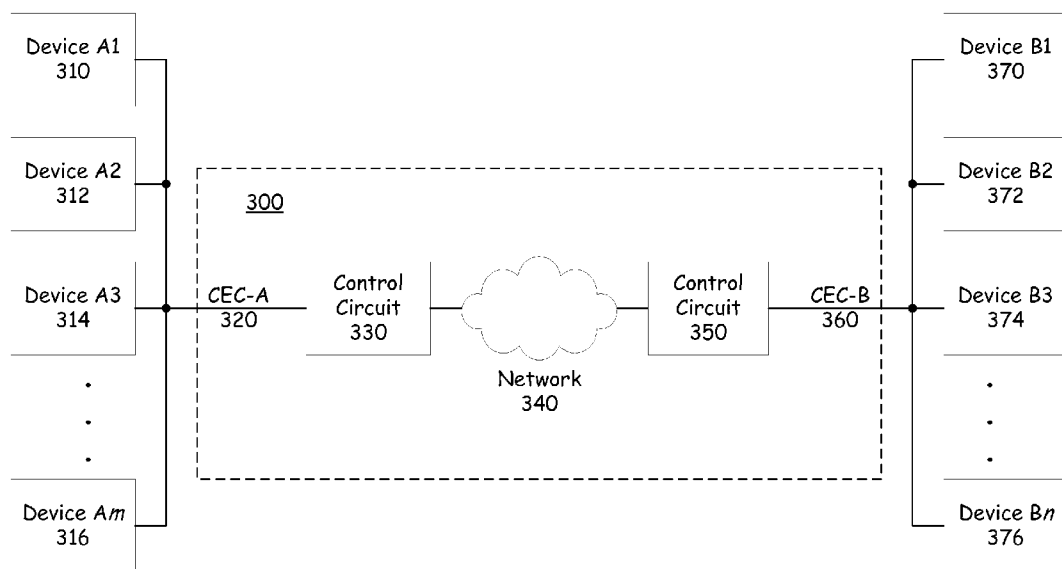 Device A1
310
Device A2
312
Device A3
314
Device Am
316
300
CEC-A
320
Control
Circuit
330
Network
340
Control
Circuit
350
CEC-B
360
Device B1
370
Device B2
372
Device B3
374
Device Bn
376